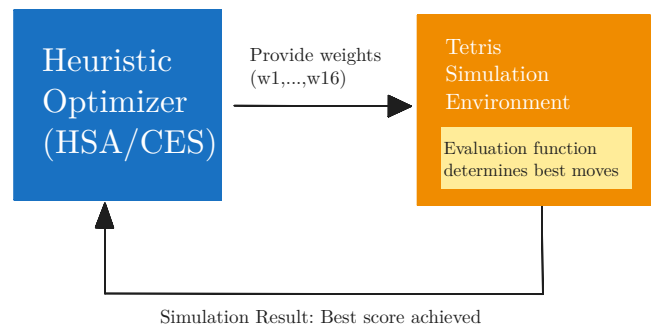 Heuristic
Optimizer
(HSA/CES)
Provide weights
(w1,...,w16)
Tetris
Simulation
Environment
Evaluation function
determines best moves
Simulation Result: Best score achieved